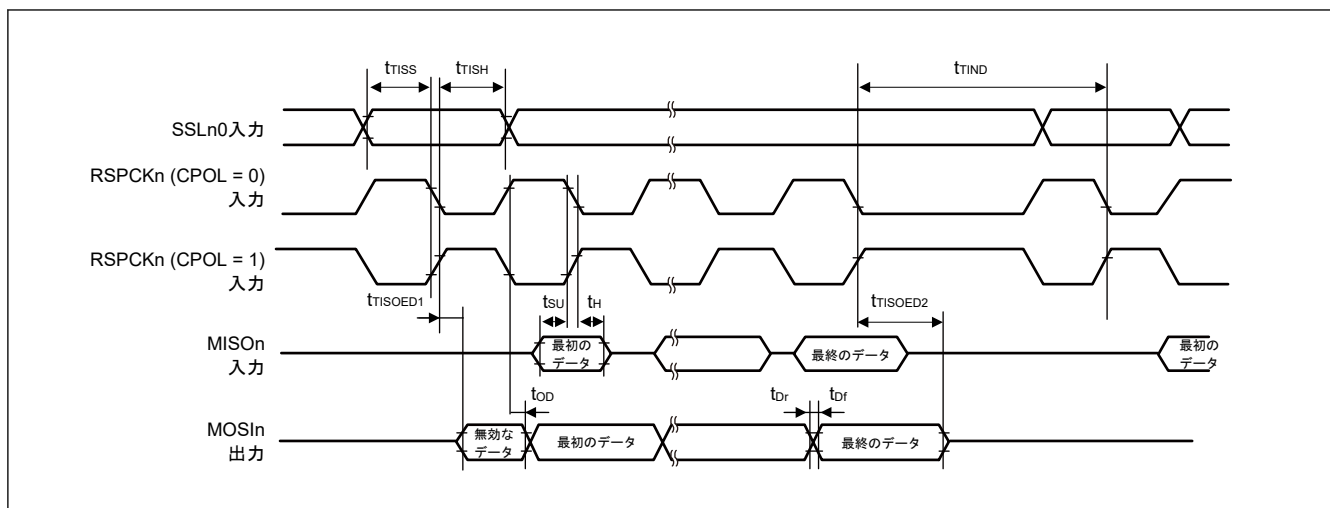 tTISS
tTISH
tTIND
SSLn0入力
RSPCKn (CPOL = 0)
入力
RSPCKn (CPOL = 1)
入力
tTISOED1
tSU
tH
tTISOED2
MISOn
入力
最初の
データ
最終のデータ
最初の
データ
tOD
tDr
tDf
MOSIn
出力
無効な
データ
最初のデータ
最終のデータ